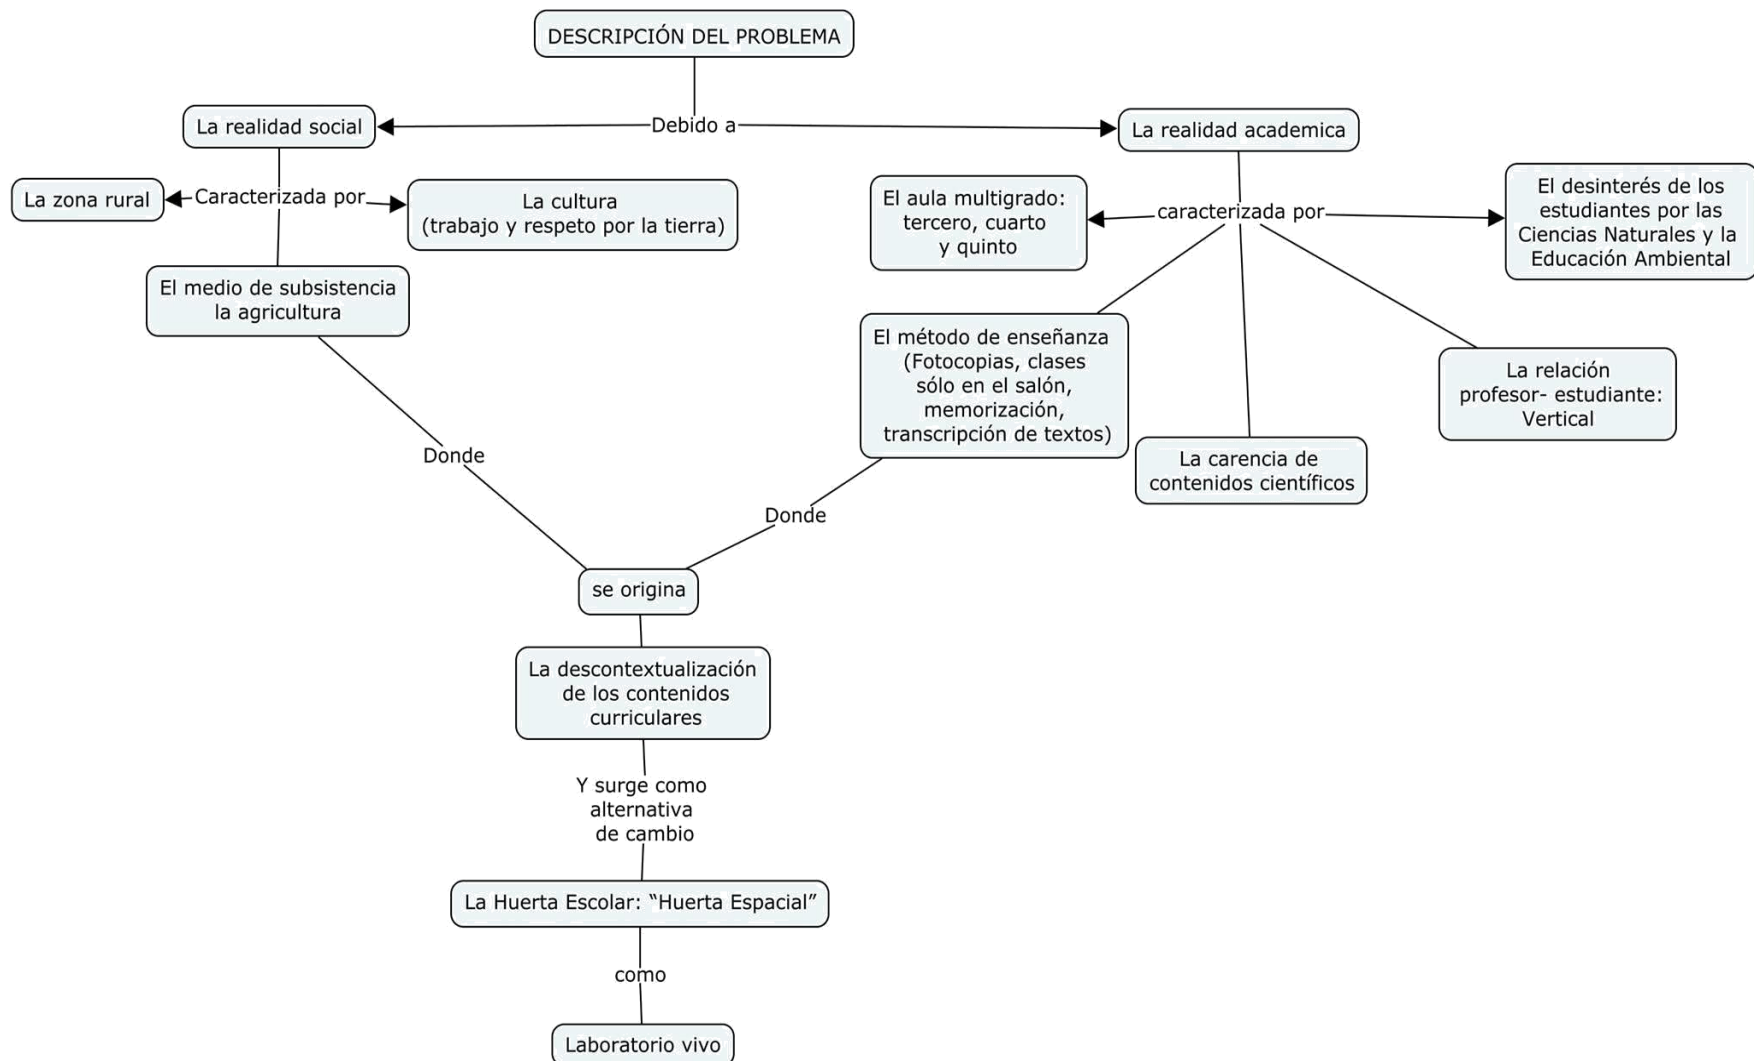 DESCRIPCIÓN DEL PROBLEMA
Debido a
La realidad social
La realidad academica
La zona rural
Caracterizada por
La cultura
(trabajo y respeto por la tierra)
El medio de subsistencia
la agricultura
El aula multigrado:
tercero, cuarto
y quinto
caracterizada por
El desinterés de los
estudiantes por las
Ciencias Naturales y la
Educación Ambiental
El método de enseñanza
(Fotocopias, clases
sólo en el salón,
memorización,
transcripción de textos)
La carencia de
contenidos científicos
La relación
profesor- estudiante:
Vertical
Donde
Donde
se origina
La descontextualización
de los contenidos
curriculares
Y surge como
alternativa
de cambio
La Huerta Escolar: “Huerta Espacial”
como
Laboratorio vivo